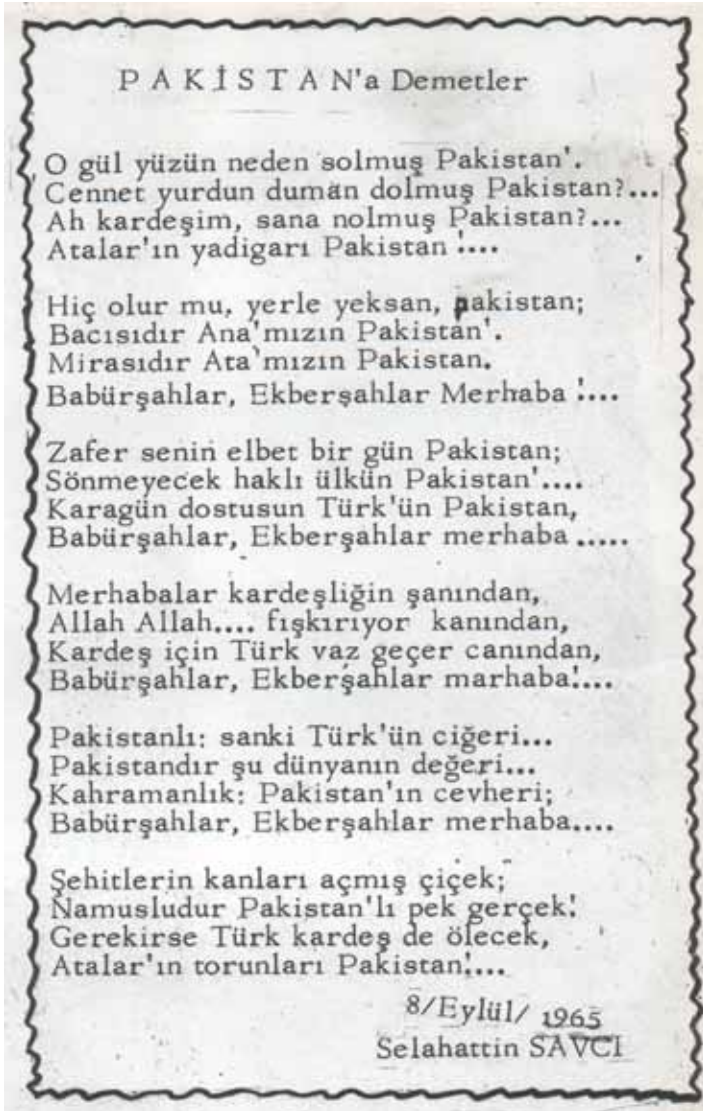 P A K İ S T A N'a Demetler
O gül yüzün neden solmuş Pakistan'.
Cennet yurdun duman dolmuş Pakistan?...
Ah kardeşim, sana nolmuş Pakistan?...
Atalar'ın yadigarı Pakistan !....
Hiç olur mu, yerle yeksan, pakistan;
Bacısıdır Ana'mızın Pakistan'.
Mirasıdır Ata'mızın Pakistan.
Babürşahlar, Ekberşahlar Merhaba !....
Zafer senin elbet bir gün Pakistan;
Sönmeyecek haklı ülkün Pakistan'....
Karagün dostusun Türk'ün Pakistan,
Babürşahlar, Ekberşahlar merhaba .....
Merhabalar kardeşliğin şanından,
Allah Allah.... fışkırıyor kanından,
Kardeş için Türk vaz geçer canından,
Babürşahlar, Ekberşahlar marhaba!....
Pakistanlı: sanki Türk'ün ciğeri...
Pakistandır şu dünyanın değeri...
Kahramanlık: Pakistan'ın cevheri;
Babürşahlar, Ekberşahlar merhaba....
Şehitlerin kanları açmış çiçek;
Namusludur Pakistan'lı pek gerçek!
Gerekirse Türk kardeş de ölecek,
Atalar'ın torunları Pakistan!....
8/Eylül/ 1965
Selahattin SAVCI